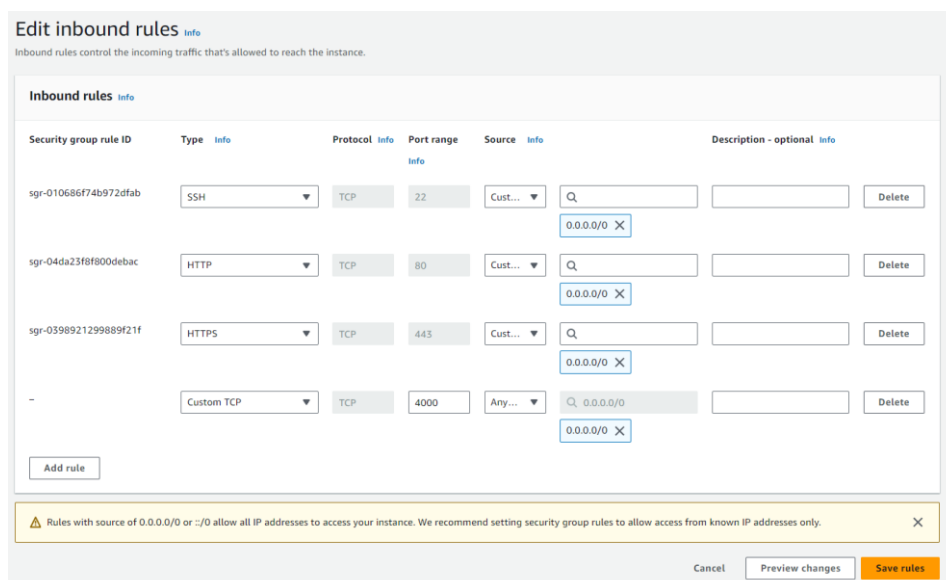 Edit inbound rules Info
Inbound rules control the incoming traffic that's allowed to reach the instance.
Inbound rules Info
Security group rule ID Type Info Protocol Info Port range Info Source Info Description - optional Info
sgr-010686f74b972dfab SSH TCP 22 Cust... Delete
0.0.0.0/0
sgr-04da23f8f800debac HTTP TCP 80 Cust... Delete
0.0.0.0/0
sgr-0398921299889f21f HTTPS TCP 443 Cust... Delete
0.0.0.0/0
– Custom TCP TCP 4000 Any... 0.0.0.0/0 Delete
0.0.0.0/0
Add rule
Rules with source of 0.0.0.0/0 or ::/0 allow all IP addresses to access your instance. We recommend setting security group rules to allow access from known IP addresses only.
Cancel Preview changes Save rules